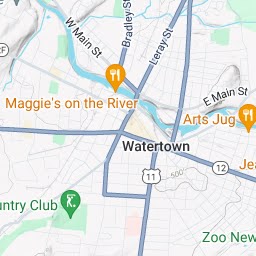 Bradley St
W Main St
Leray St
RF
Maggie's on the River
E Main St
Arts Jug
Watertown
11
12
Jea
untry Club
Zoo New